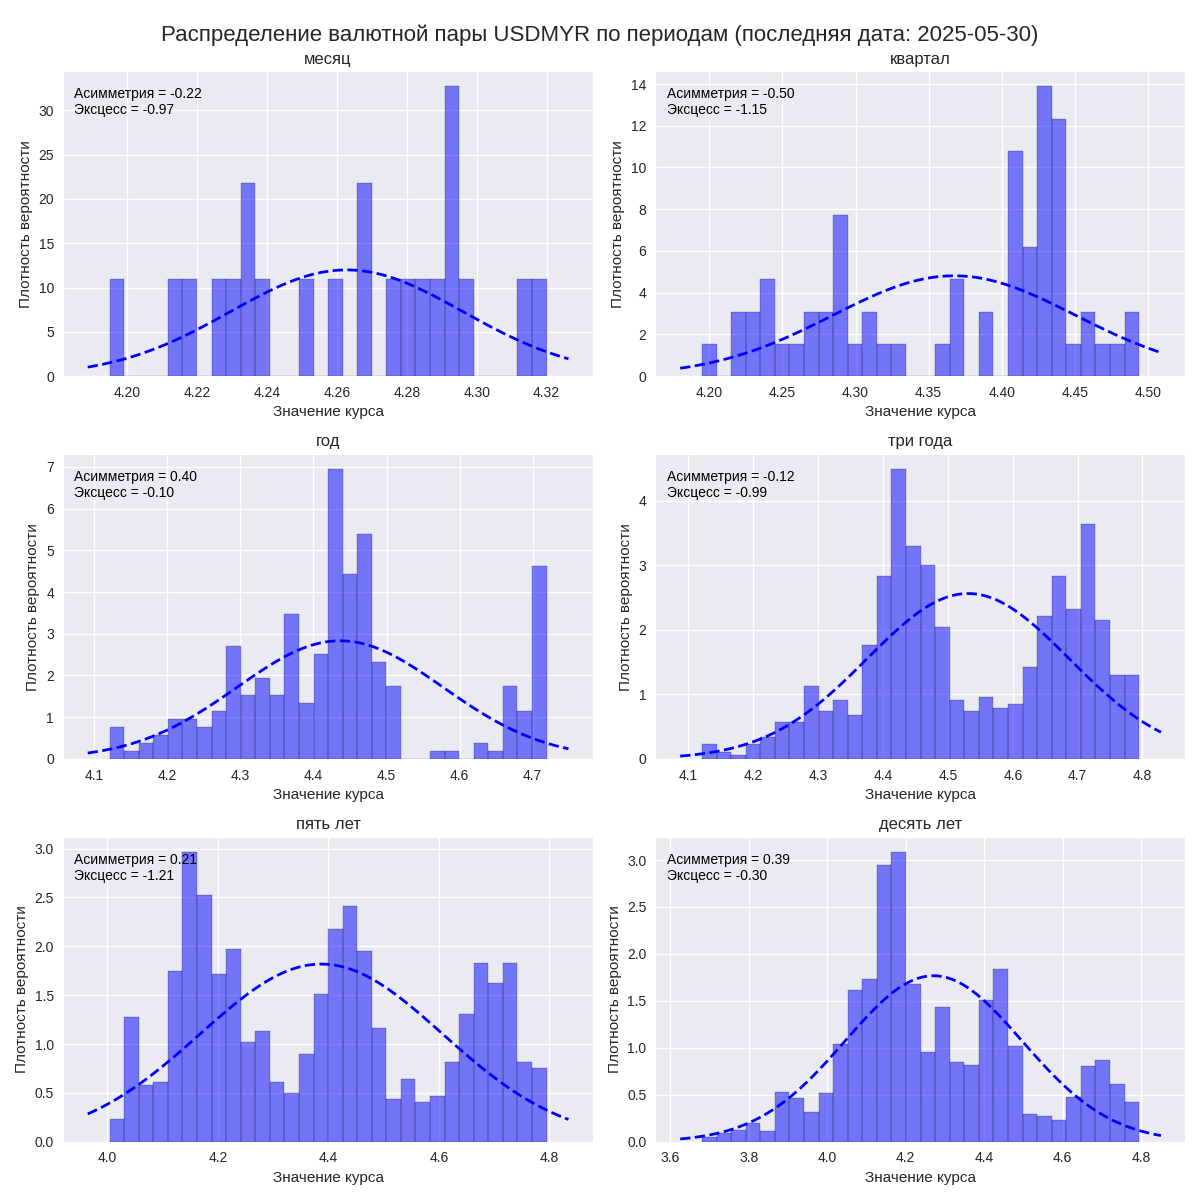 Распределение валютной пары USDMYR по периодам (последняя дата: 2025-05-30)
месяц
Асимметрия = -0.22
Эксцесс = -0.97
Плотность вероятности
30
25
20
15
10
5
0
4.20 4.22 4.24 4.26 4.28 4.30 4.32
Значение курса
квартал
Асимметрия = -0.50
Эксцесс = -1.15
Плотность вероятности
14
12
10
8
6
4
2
0
4.20 4.25 4.30 4.35 4.40 4.45 4.50
Значение курса
год
Асимметрия = 0.40
Эксцесс = -0.10
Плотность вероятности
7
6
5
4
3
2
1
0
4.1 4.2 4.3 4.4 4.5 4.6 4.7
Значение курса
три года
Асимметрия = -0.12
Эксцесс = -0.99
Плотность вероятности
4
3
2
1
0
4.1 4.2 4.3 4.4 4.5 4.6 4.7 4.8
Значение курса
пять лет
Асимметрия = 0.21
Эксцесс = -1.21
Плотность вероятности
3.0
2.5
2.0
1.5
1.0
0.5
0.0
4.0 4.2 4.4 4.6 4.8
Значение курса
десять лет
Асимметрия = 0.39
Эксцесс = -0.30
Плотность вероятности
3.0
2.5
2.0
1.5
1.0
0.5
0.0
3.6 3.8 4.0 4.2 4.4 4.6 4.8
Значение курса